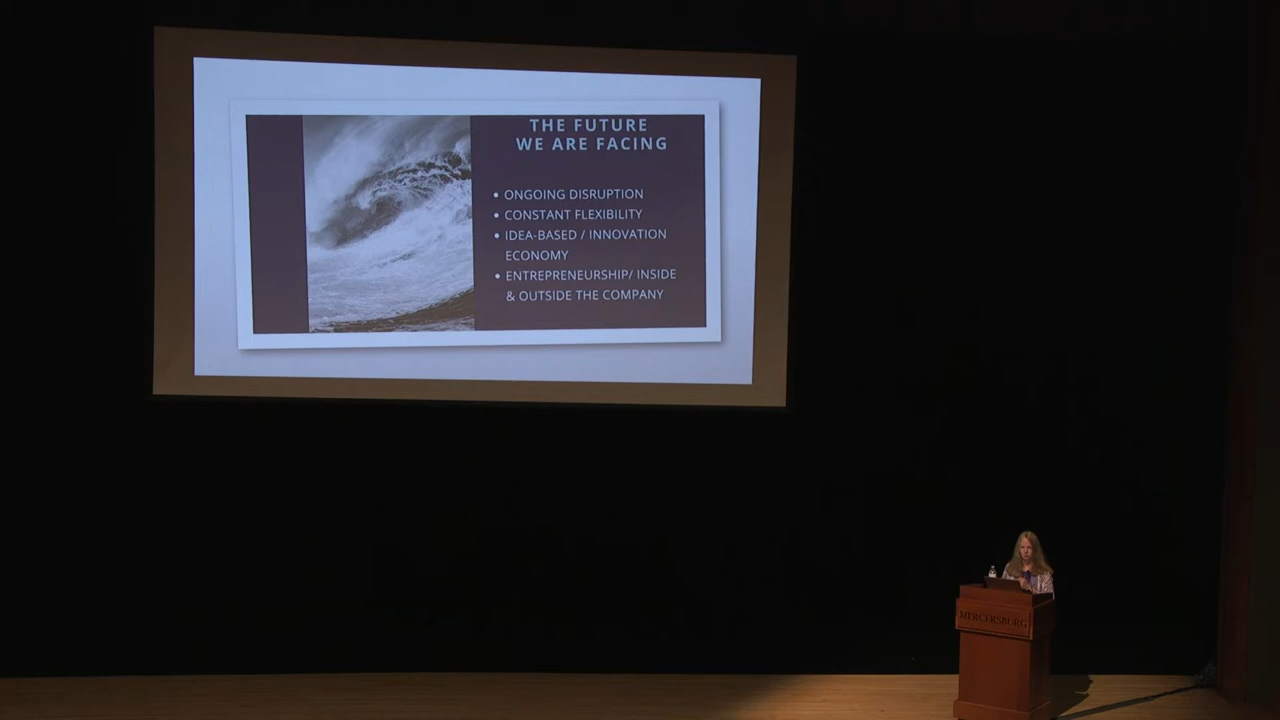 THE FUTURE
WE ARE FACING
• ONGOING DISRUPTION
• CONSTANT FLEXIBILITY
• IDEA-BASED / INNOVATION
ECONOMY
• ENTREPRENEURSHIP/ INSIDE
& OUTSIDE THE COMPANY
MERCERSBURG